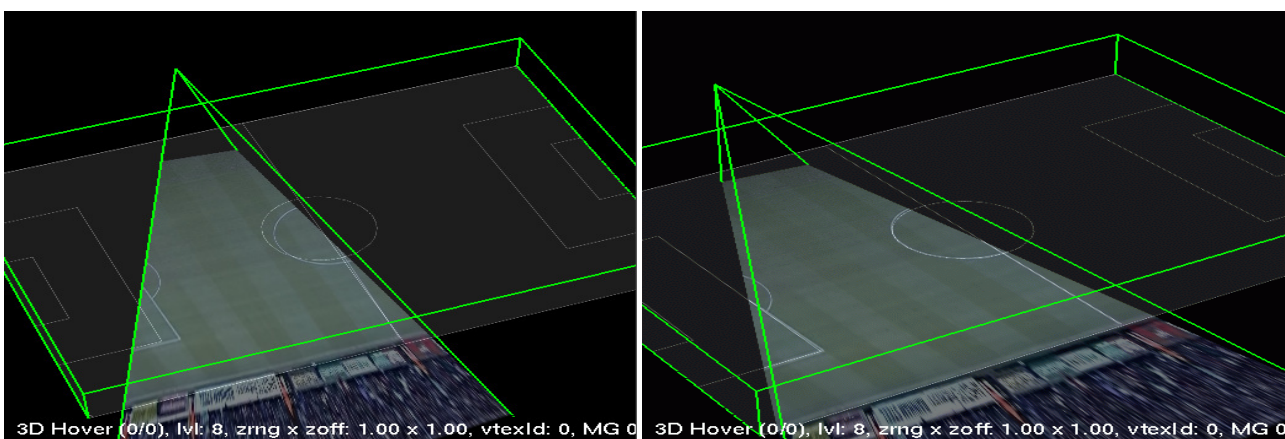 3D Hover (0/0), lvl: 8, zrng x zoff: 1.00 x 1.00, vtexId: 0, MG 0
3D Hover (0/0), lvl: 8, zrng x zoff: 1.00 x 1.00, vtexId: 0, MG 0